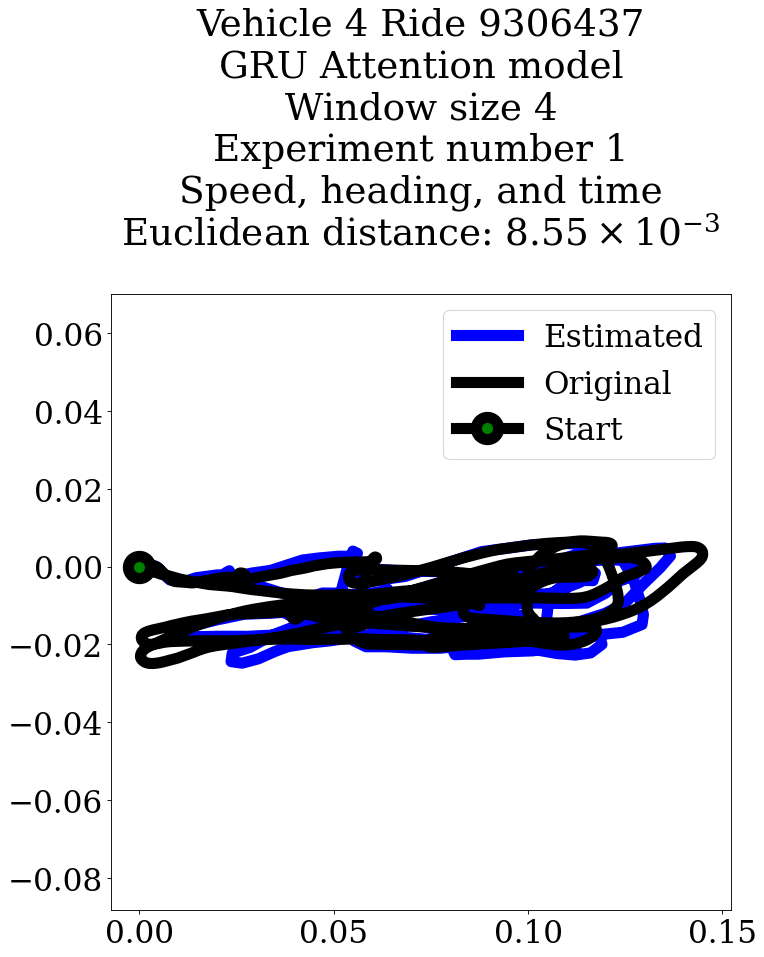 Vehicle 4 Ride 9306437
GRU Attention model
Window size 4
Experiment number 1
Speed, heading, and time
Euclidean distance: 8.55 × 10⁻³
Estimated
Original
Start
0.06
0.04
0.02
0.00
−0.02
−0.04
−0.06
−0.08
0.00 0.05 0.10 0.15